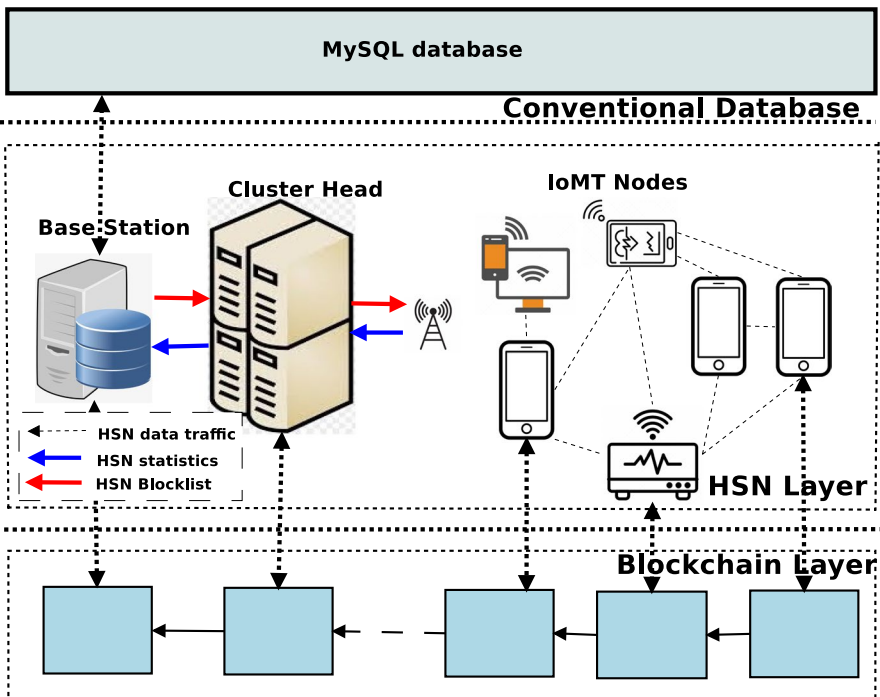 MySQL database
Conventional Database
Cluster Head
IoMT Nodes
Base Station
HSN data traffic
HSN statistics
HSN Blocklist
HSN Layer
Blockchain Layer